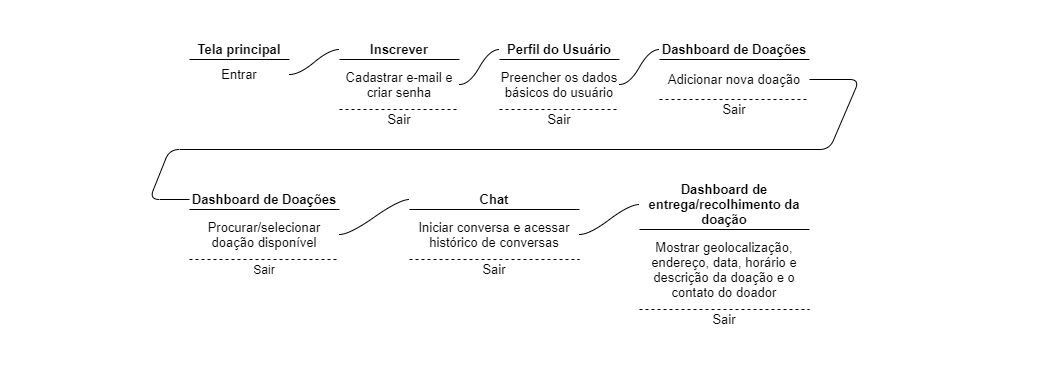 Tela principal
Entrar
Inscrever
Cadastrar e-mail e
criar senha
Sair
Perfil do Usuário
Preencher os dados
básicos do usuário
Sair
Dashboard de Doações
Adicionar nova doação
Sair
Dashboard de Doações
Procurar/selecionar
doação disponível
Sair
Chat
Iniciar conversa e acessar
histórico de conversas
Sair
Dashboard de
entrega/recolhimento da
doação
Mostrar geolocalização,
endereço, data, horário e
descrição da doação e o
contato do doador
Sair